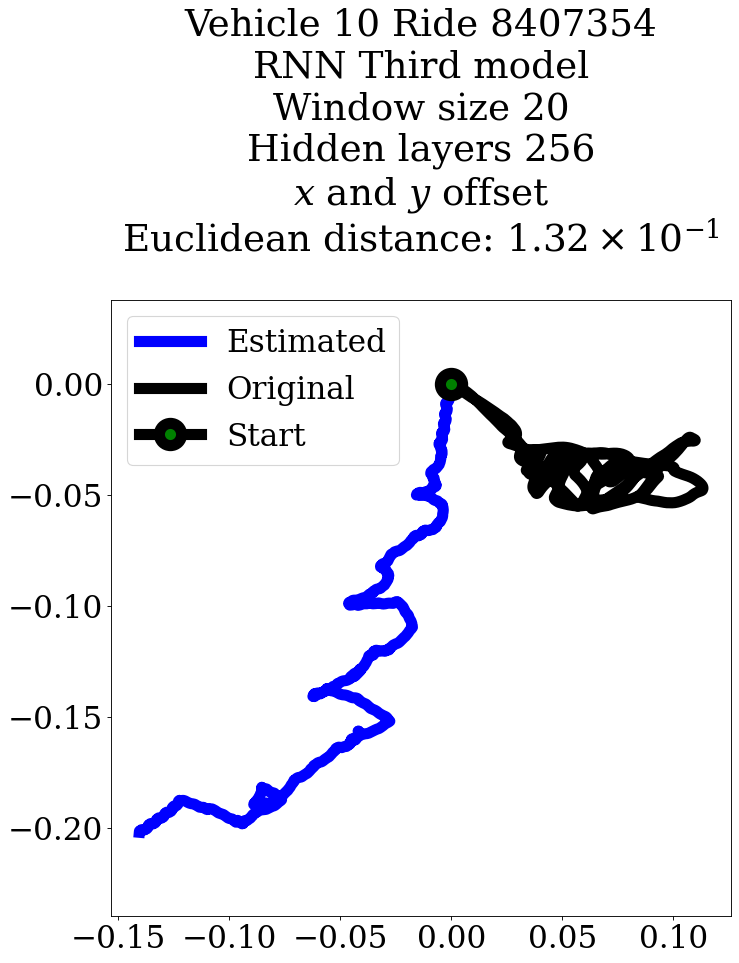 Vehicle 10 Ride 8407354
RNN Third model
Window size 20
Hidden layers 256
x and y offset
Euclidean distance: 1.32 × 10⁻¹
Estimated
Original
Start
0.00
−0.05
−0.10
−0.15
−0.20
−0.15 −0.10 −0.05 0.00 0.05 0.10